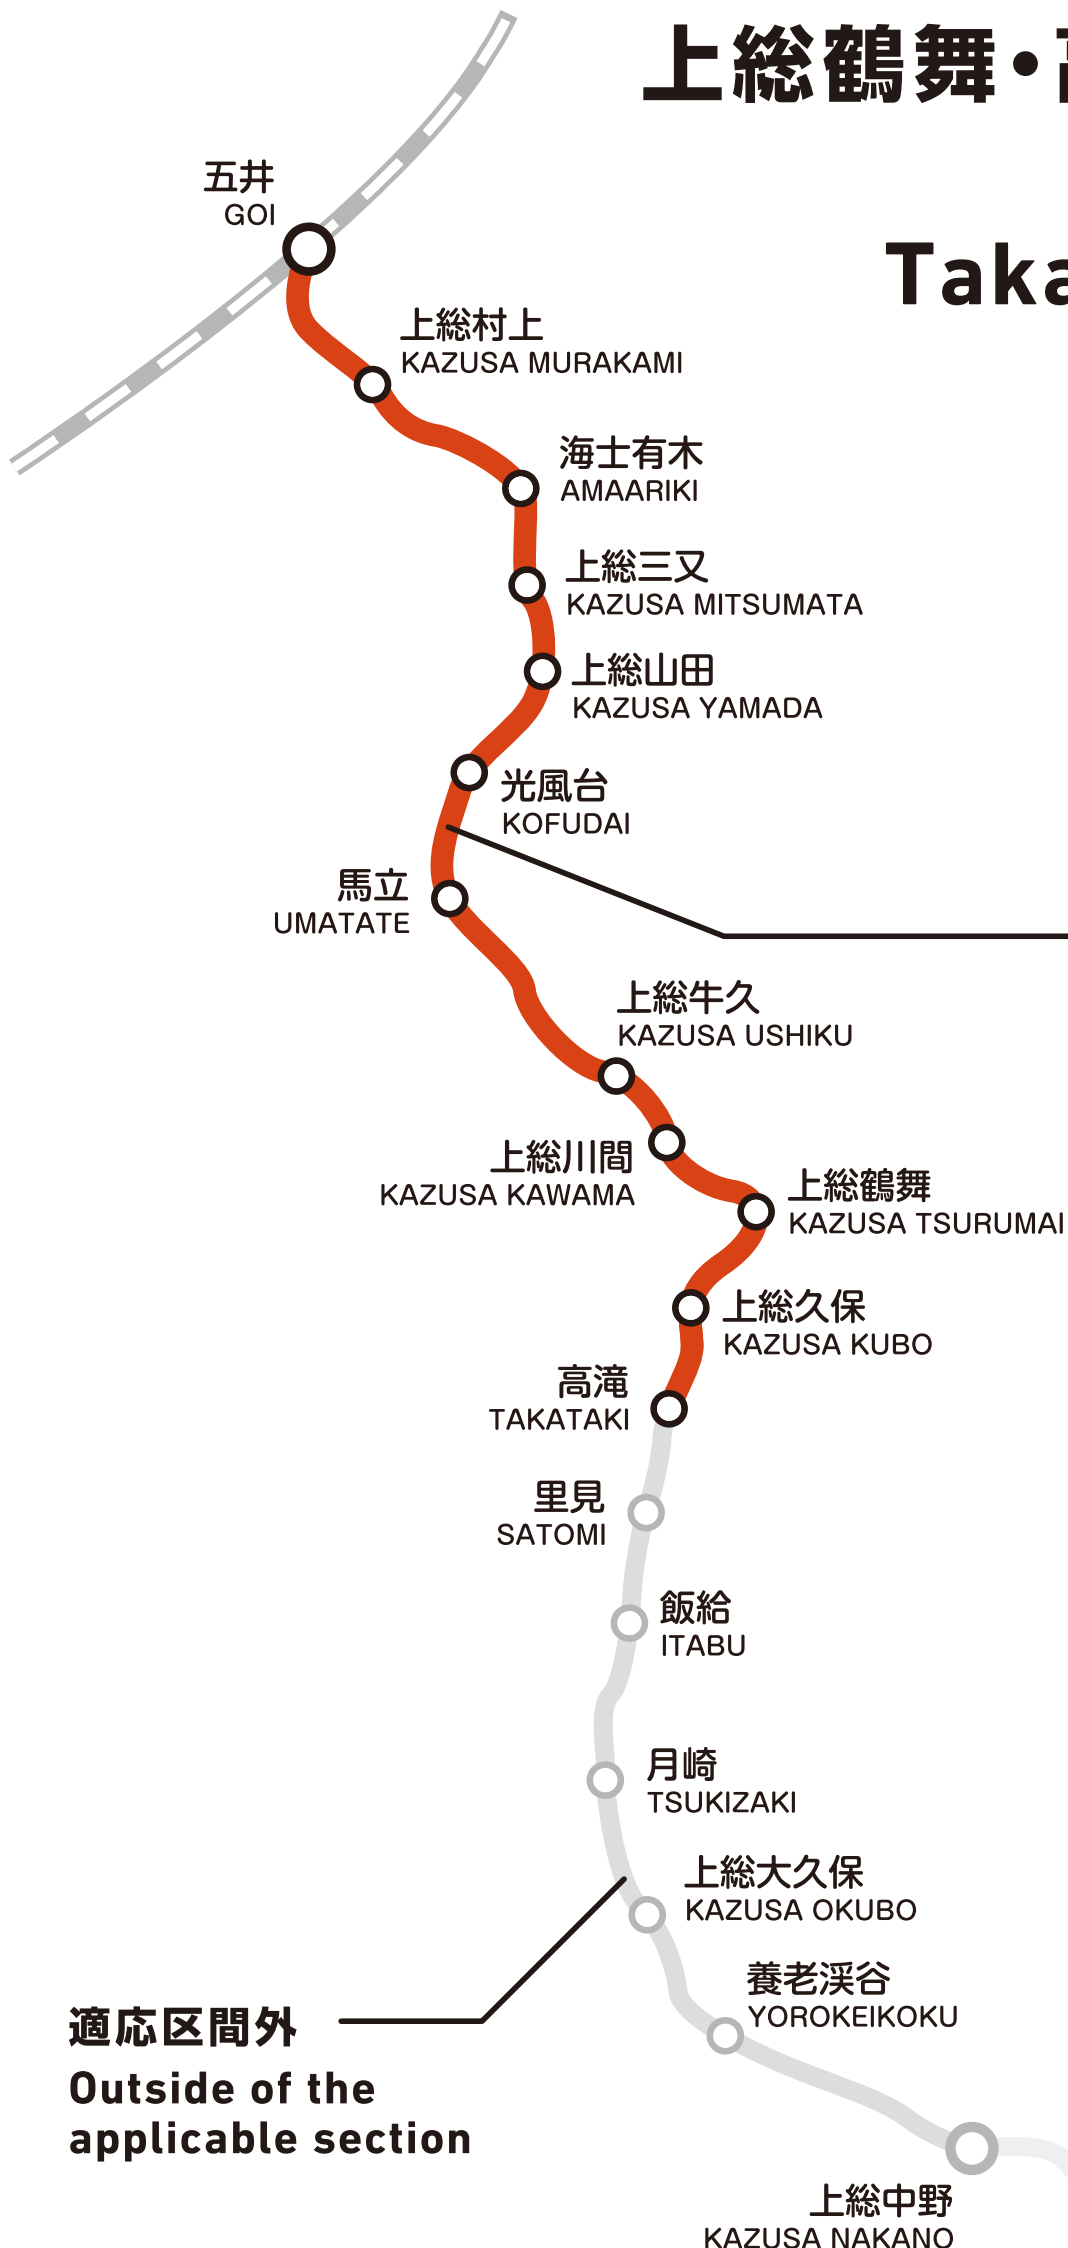 上総鶴舞・
Taka
五井
GOI
上総村上
KAZUSA MURAKAMI
海士有木
AMAARIKI
上総三又
KAZUSA MITSUMATA
上総山田
KAZUSA YAMADA
光風台
KOFUDAI
馬立
UMATATE
上総牛久
KAZUSA USHIKU
上総川間
KAZUSA KAWAMA
上総鶴舞
KAZUSA TSURUMAI
上総久保
KAZUSA KUBO
高滝
TAKATAKI
里見
SATOMI
飯給
ITABU
月崎
TSUKIZAKI
上総大久保
KAZUSA OKUBO
養老渓谷
YOROKEIKOKU
適応区間外
Outside of the
applicable section
上総中野
KAZUSA NAKANO